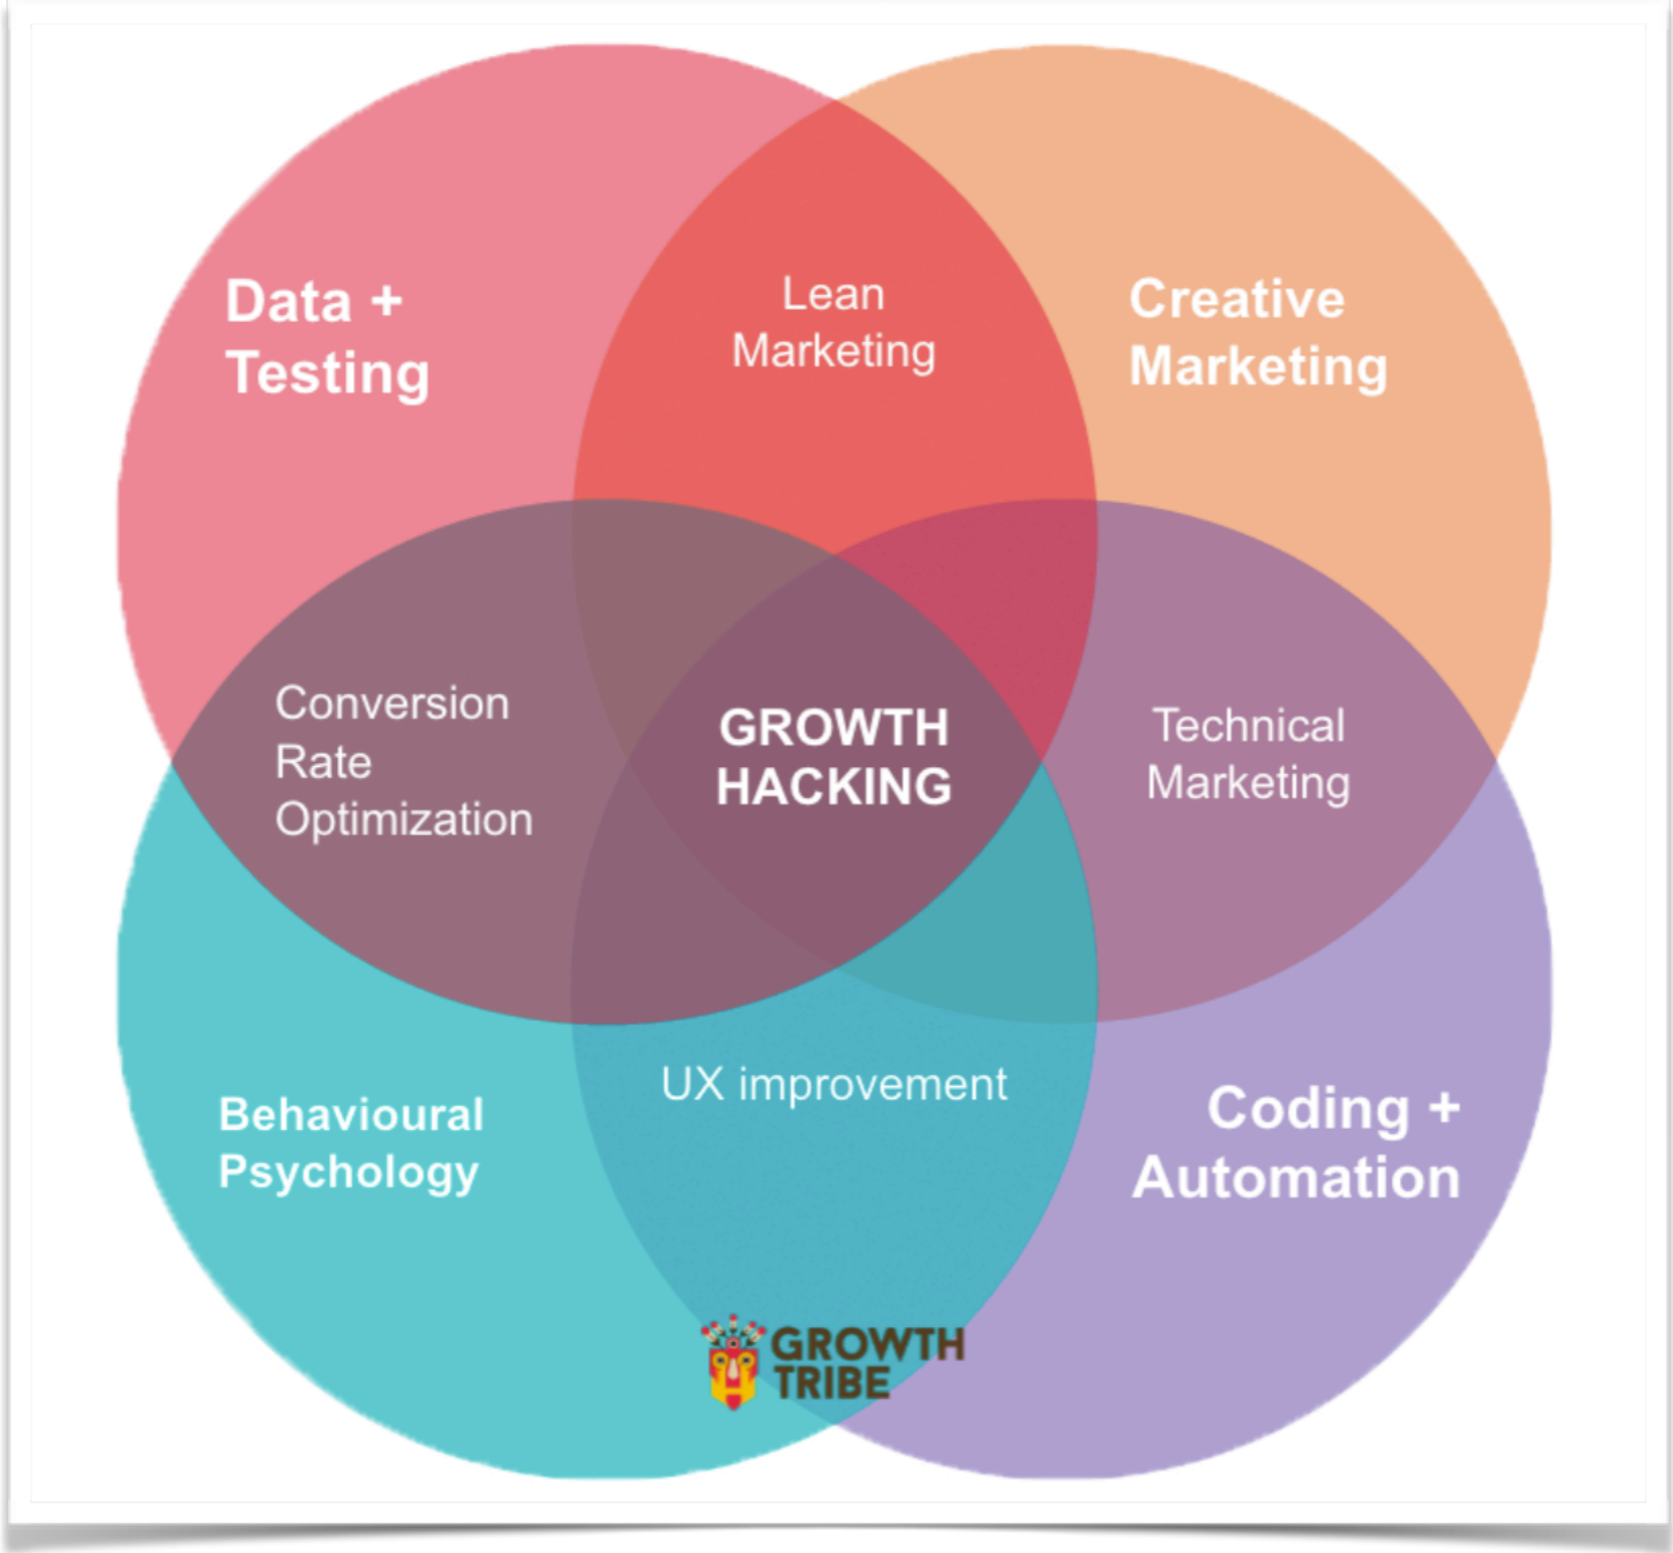 Data +
Testing
Lean
Marketing
Creative
Marketing
Conversion
Rate
Optimization
GROWTH
HACKING
Technical
Marketing
Behavioural
Psychology
UX improvement
Coding +
Automation
GROWTH
TRIBE